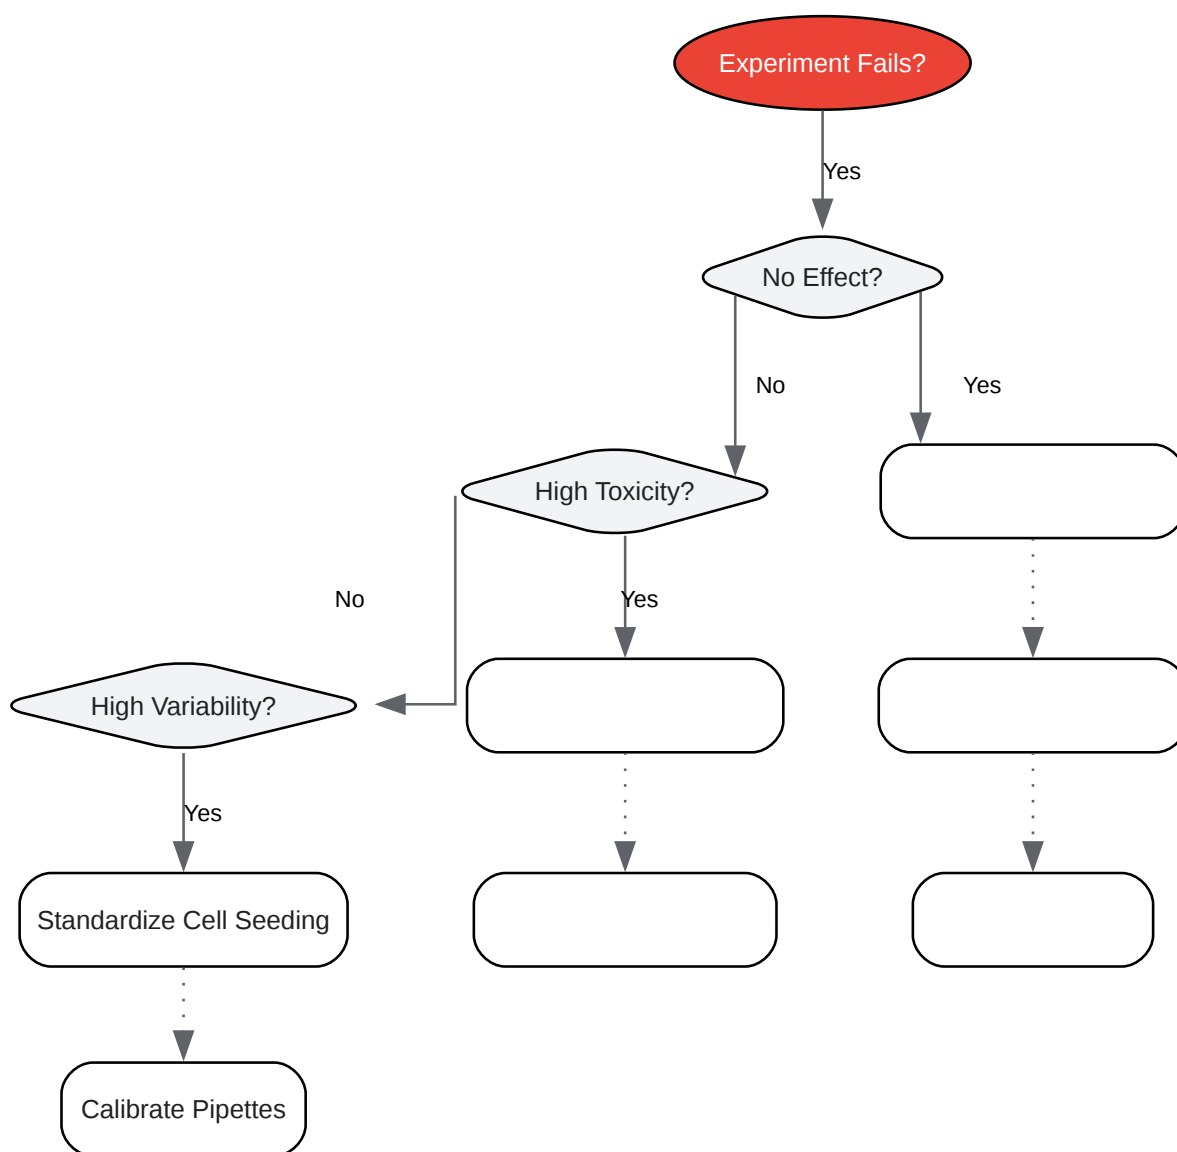 Experiment Fails?
Yes
No Effect?
No
Yes
High Toxicity?
No
Yes
High Variability?
Yes
Standardize Cell Seeding
Calibrate Pipettes